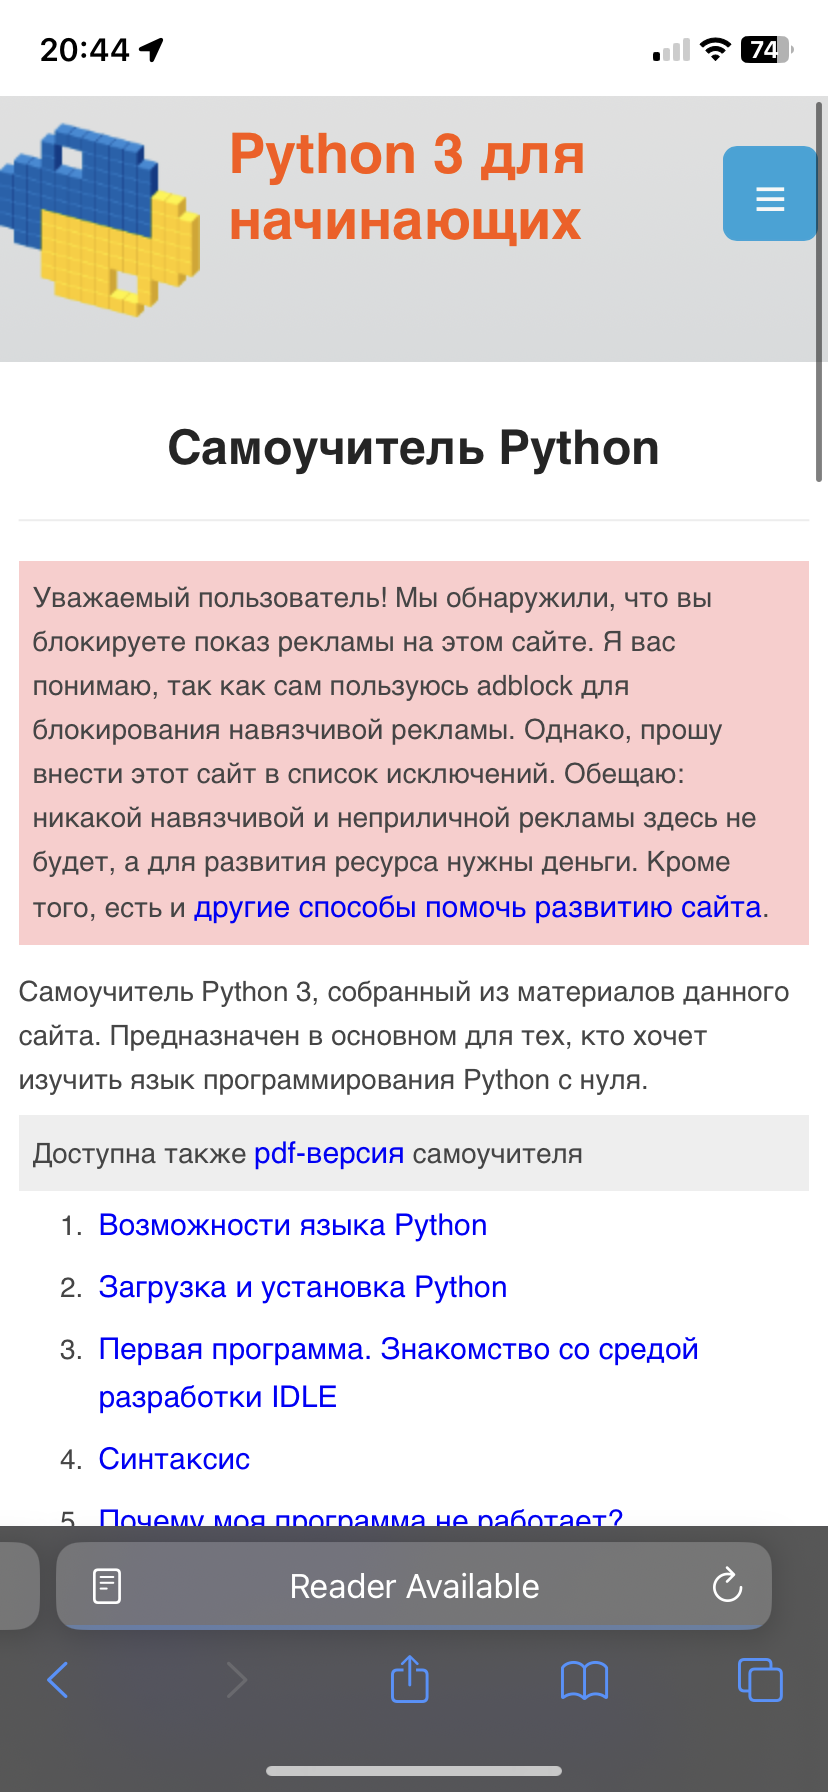 20:44
74
Python 3 для
начинающих
Самоучитель Python
Уважаемый пользователь! Мы обнаружили, что вы
блокируете показ рекламы на этом сайте. Я вас
понимаю, так как сам пользуюсь adblock для
блокирования навязчивой рекламы. Однако, прошу
внести этот сайт в список исключений. Обещаю:
никакой навязчивой и неприличной рекламы здесь не
будет, а для развития ресурса нужны деньги. Кроме
того, есть и другие способы помочь развитию сайта.
Самоучитель Python 3, собранный из материалов данного
сайта. Предназначен в основном для тех, кто хочет
изучить язык программирования Python с нуля.
Доступна также pdf-версия самоучителя
1. Возможности языка Python
2. Загрузка и установка Python
3. Первая программа. Знакомство со средой
разработки IDLE
4. Синтаксис
5. Почему моя программа не работает?
Reader Available